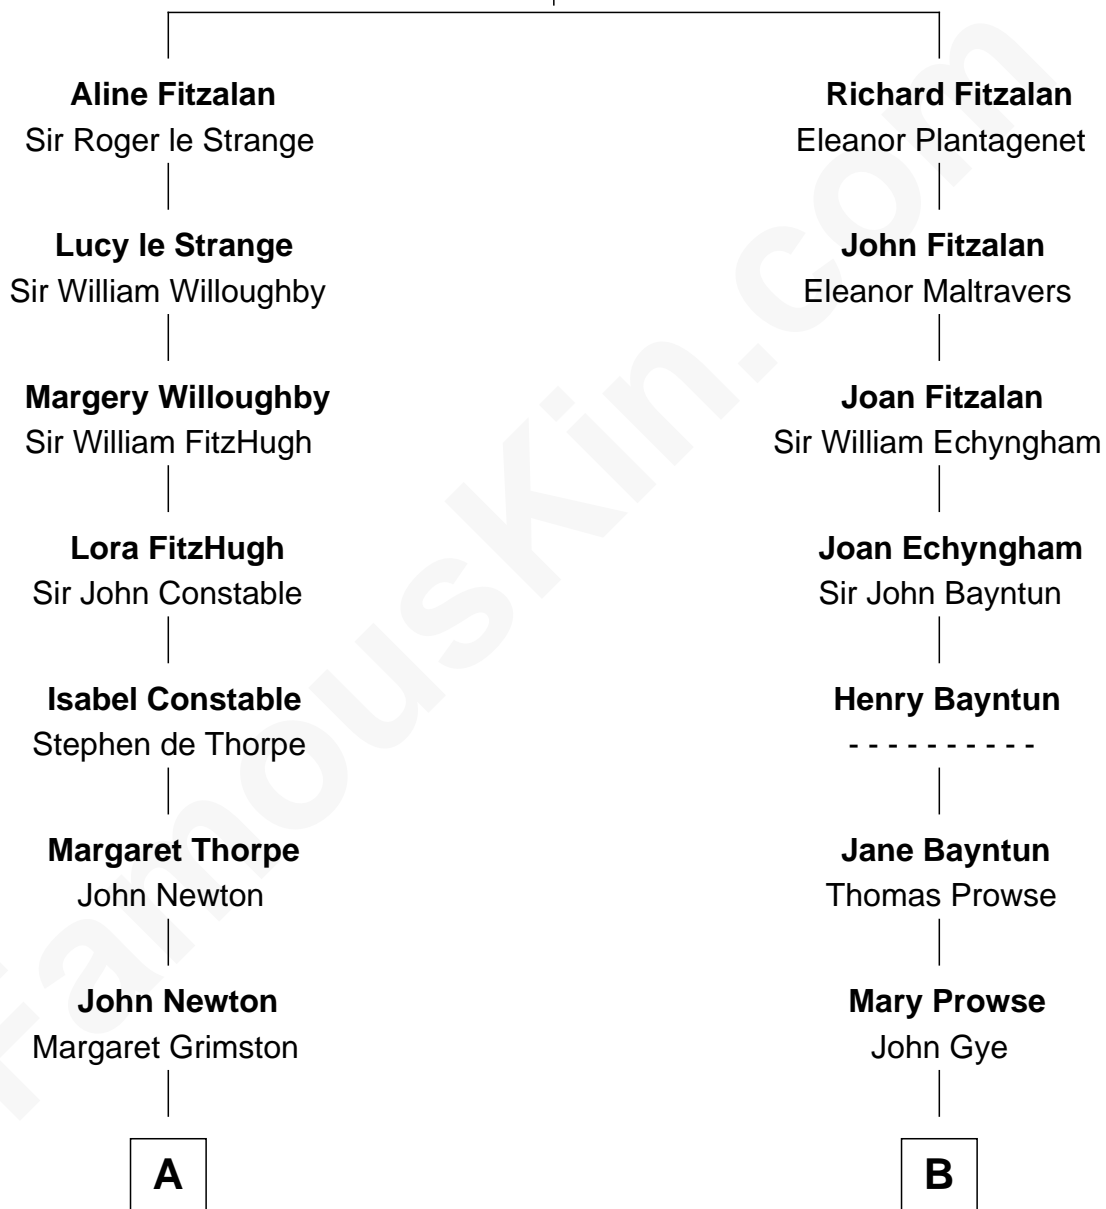 Aline Fitzalan
Sir Roger le Strange
Richard Fitzalan
Eleanor Plantagenet
Lucy le Strange
Sir William Willoughby
John Fitzalan
Eleanor Maltravers
Margery Willoughby
Sir William FitzHugh
Joan Fitzalan
Sir William Echyngham
Lora FitzHugh
Sir John Constable
Joan Echyngham
Sir John Bayntun
Isabel Constable
Stephen de Thorpe
Henry Bayntun
- - - - - - - - - -
Margaret Thorpe
John Newton
Jane Bayntun
Thomas Prowse
John Newton
Margaret Grimston
Mary Prowse
John Gye
A
B
FamousKin.com